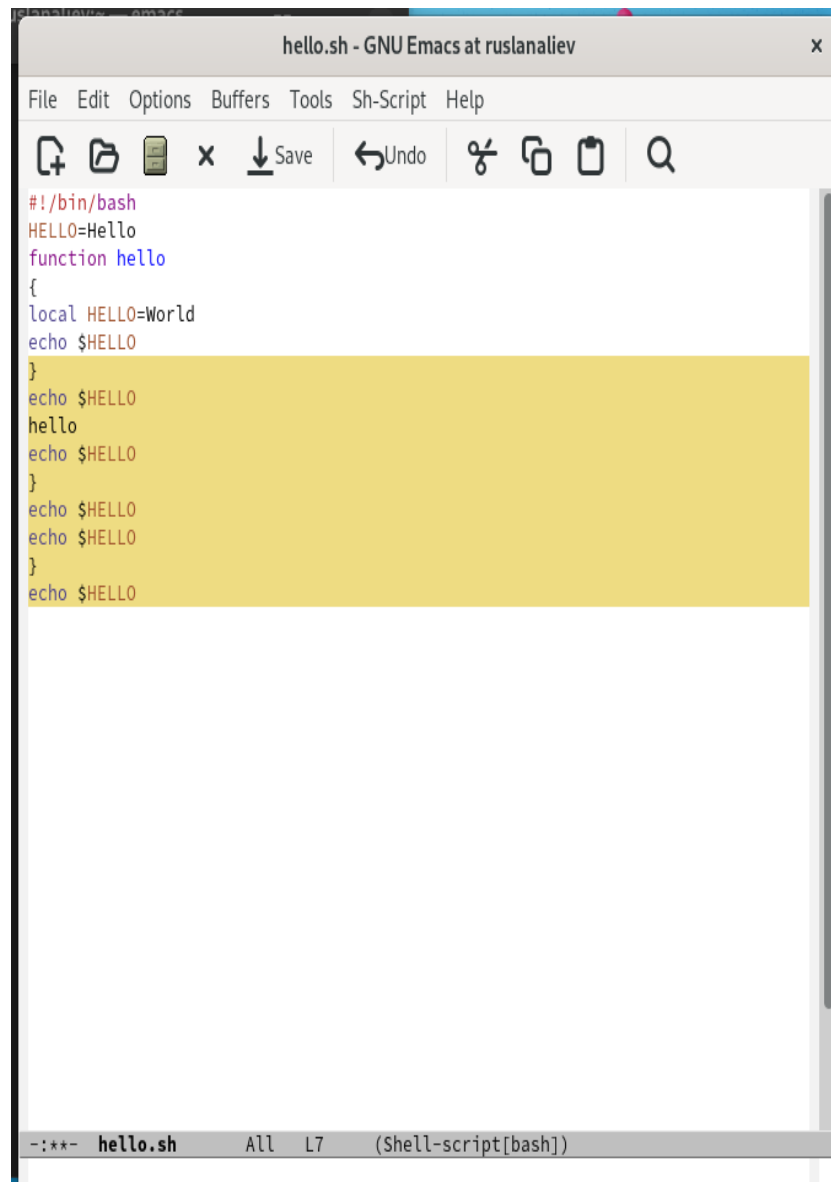 ruslanaliev:~ — emacs
hello.sh - GNU Emacs at ruslanaliev x
File Edit Options Buffers Tools Sh-Script Help
Save Undo
#!/bin/bash
HELLO=Hello
function hello
{
local HELLO=World
echo $HELLO
}
echo $HELLO
hello
echo $HELLO
}
echo $HELLO
echo $HELLO
}
echo $HELLO
-:**- hello.sh All L7 (Shell-script[bash])